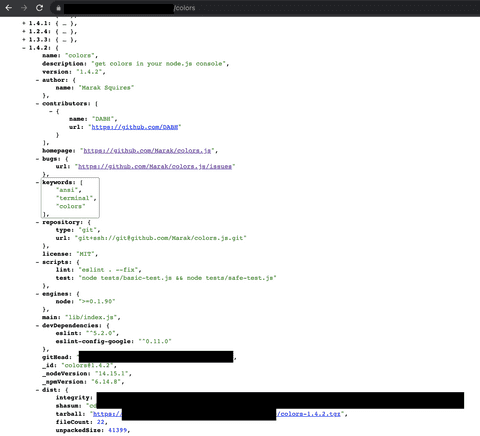 /colors
+ 1.4.1: { … },
+ 1.2.4: { … },
+ 1.3.3: { … },
- 1.4.2: {
name: "colors",
description: "get colors in your node.js console",
version: "1.4.2",
- author: {
name: "Marak Squires"
},
- contributors: [
- {
name: "DABH",
url: "https://github.com/DABH"
}
],
homepage: "https://github.com/Marak/colors.js",
- bugs: {
url: "https://github.com/Marak/colors.js/issues"
},
- keywords: [
"ansi",
"terminal",
"colors"
],
- repository: {
type: "git",
url: "git+ssh://git@github.com/Marak/colors.js.git"
},
license: "MIT",
- scripts: {
lint: "eslint . --fix",
test: "node tests/basic-test.js && node tests/safe-test.js"
},
- engines: {
node: ">=0.1.90"
},
main: "lib/index.js",
- devDependencies: {
eslint: "^5.2.0",
eslint-config-google: "^0.11.0"
},
gitHead: ,
_id: "colors@1.4.2",
_nodeVersion: "14.15.1",
_npmVersion: "6.14.8",
- dist: {
integrity:
shasum:
tarball: "https:/ /colors-1.4.2.tgz",
fileCount: 22,
unpackedSize: 41399,